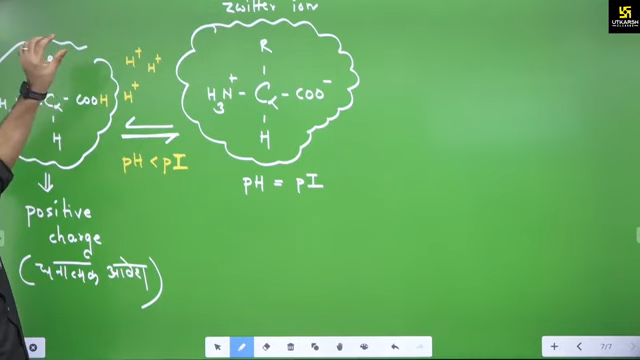 zwitter ion
UTKARSH
CLASSES
R
H⁺ H⁺
H⁺
H₃N⁺ - Cα - COO⁻
H
Cα - COOH
H
pH < pI
pH = pI
⇓
positive
charge
(धनात्मक आवेश)
7/7